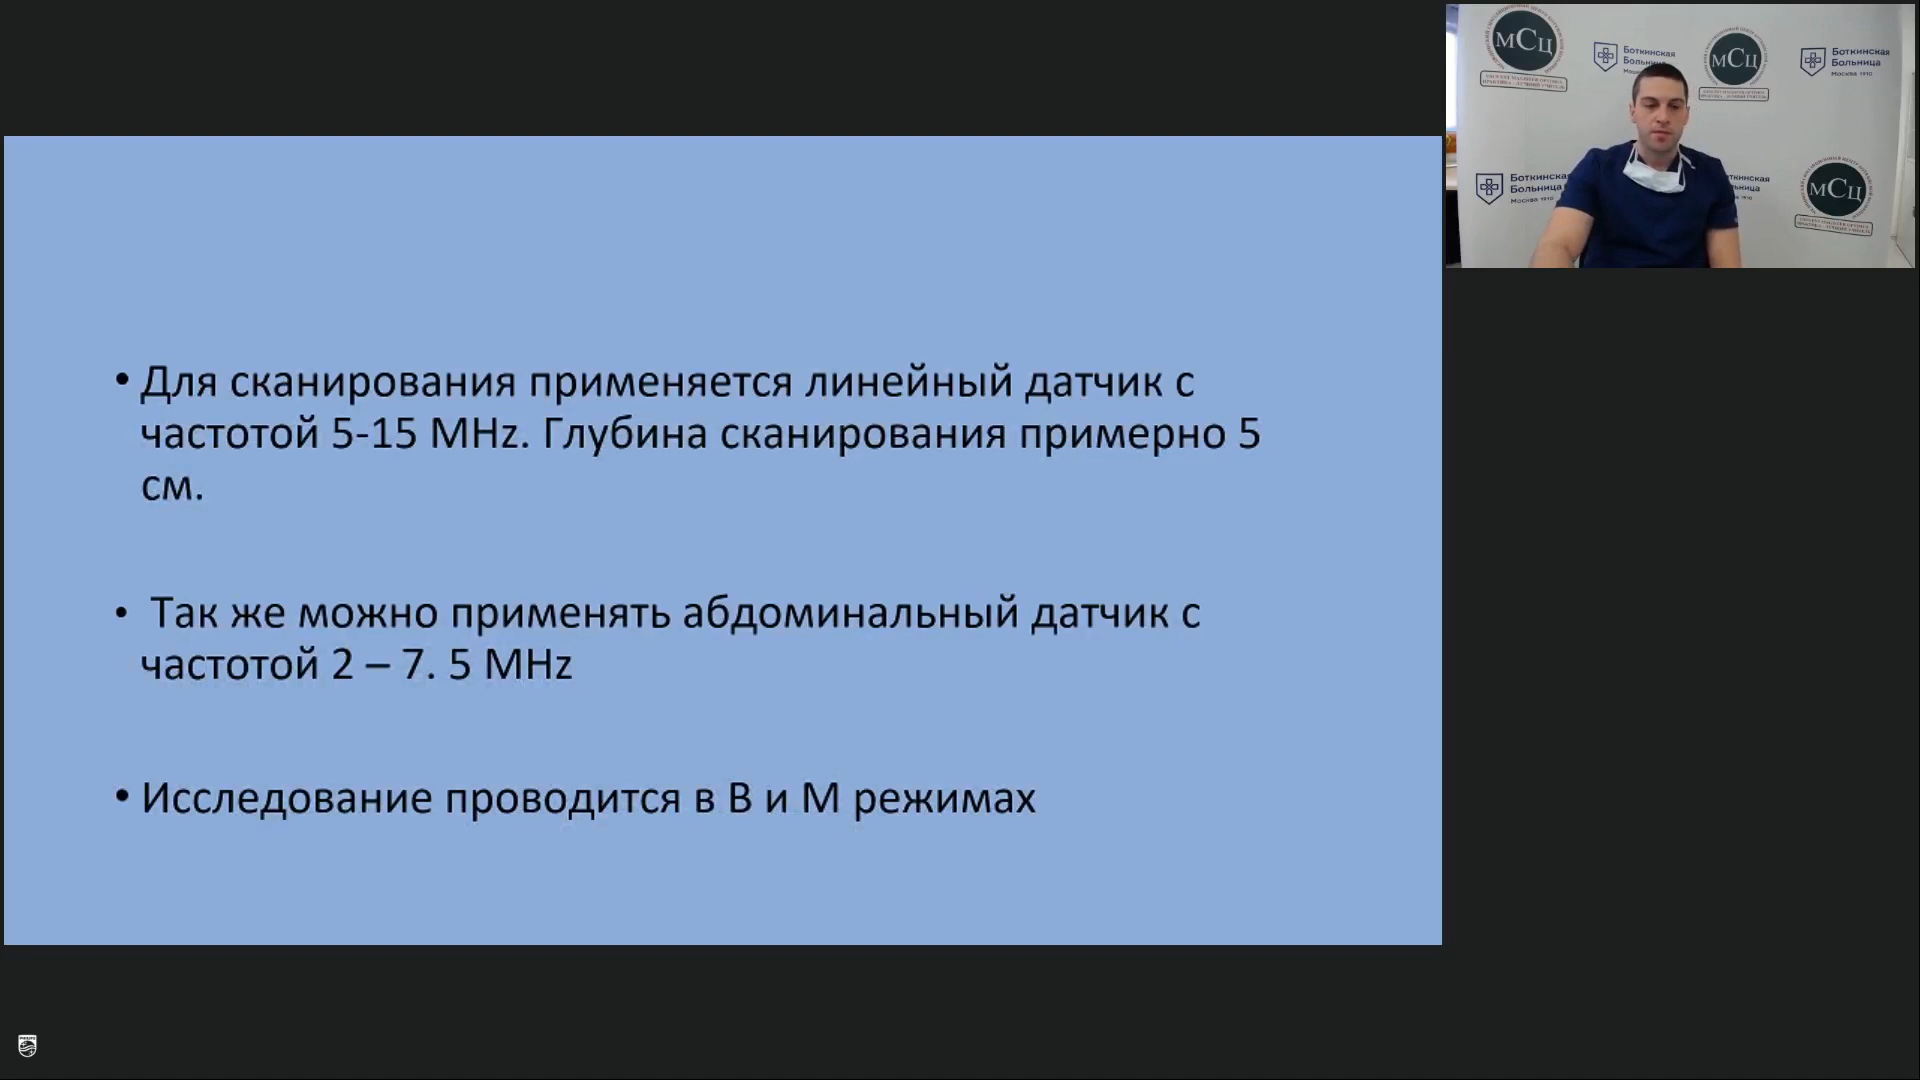 • Для сканирования применяется линейный датчик с
частотой 5-15 MHz. Глубина сканирования примерно 5
см.
• Так же можно применять абдоминальный датчик с
частотой 2 – 7. 5 MHz
• Исследование проводится в В и М режимах
МСЦ
Боткинская
Больница
МСЦ
Боткинская
Больница
Москва 1910
Боткинская
Больница
Москва 1910
МСЦ